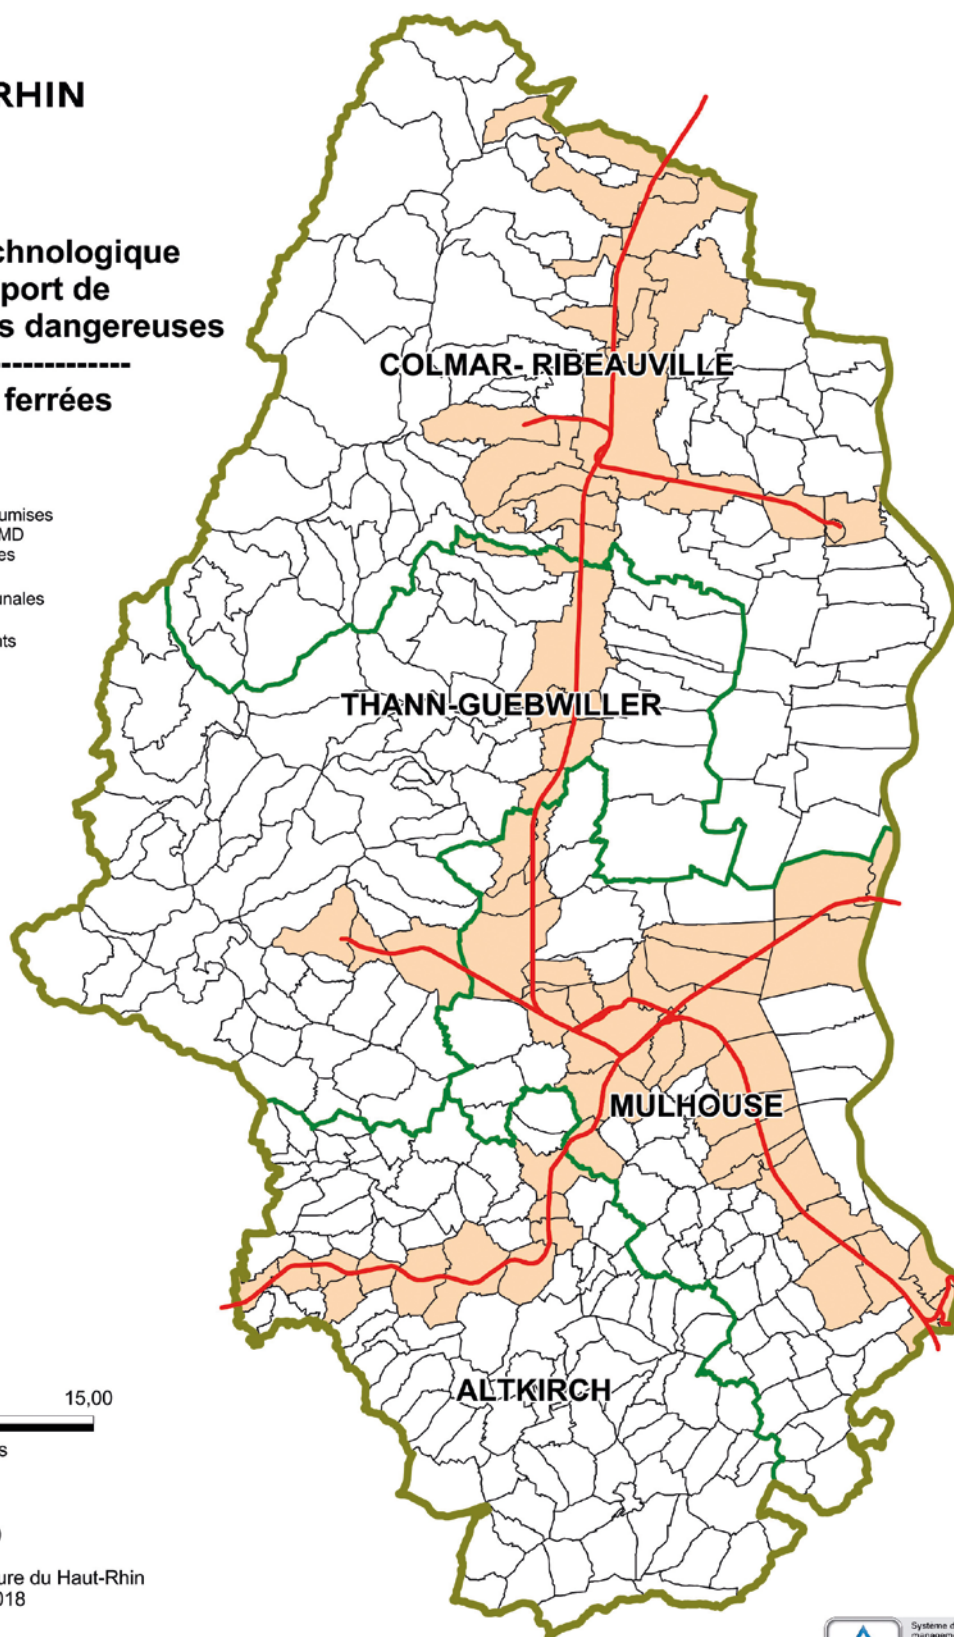 RHIN
chnologique
port de
s dangereuses
-------------
ferrées
umises
MD
es
unales
nts
COLMAR- RIBEAUVILLE
THANN-GUEBWILLER
MULHOUSE
ALTKIRCH
15,00
s
)
ure du Haut-Rhin
018
Système d